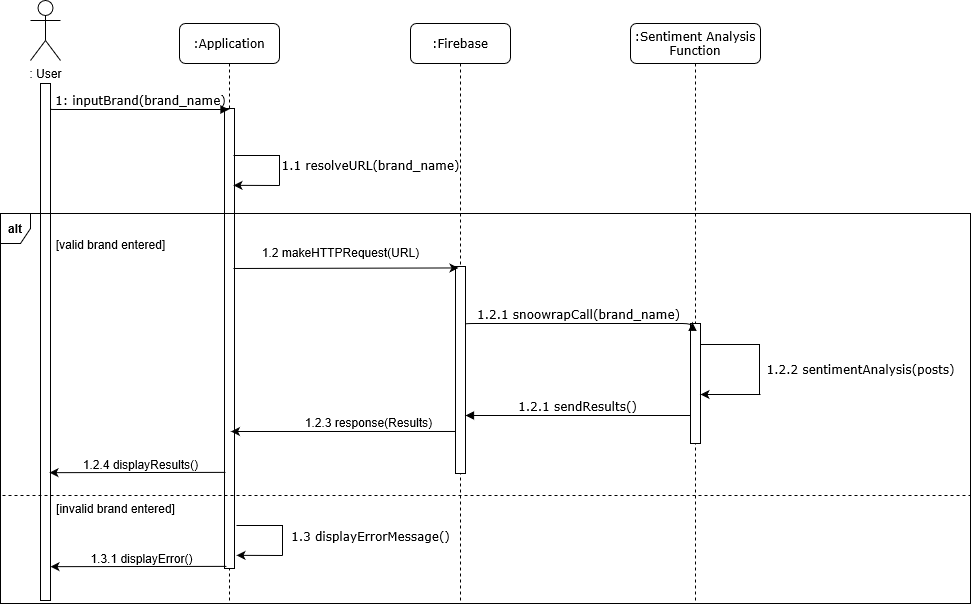 : User
:Application
:Firebase
:Sentiment Analysis
Function
1: inputBrand(brand_name)
1.1 resolveURL(brand_name)
alt
[valid brand entered]
1.2 makeHTTPRequest(URL)
1.2.1 snoowrapCall(brand_name)
1.2.2 sentimentAnalysis(posts)
1.2.1 sendResults()
1.2.3 response(Results)
1.2.4 displayResults()
[invalid brand entered]
1.3 displayErrorMessage()
1.3.1 displayError()